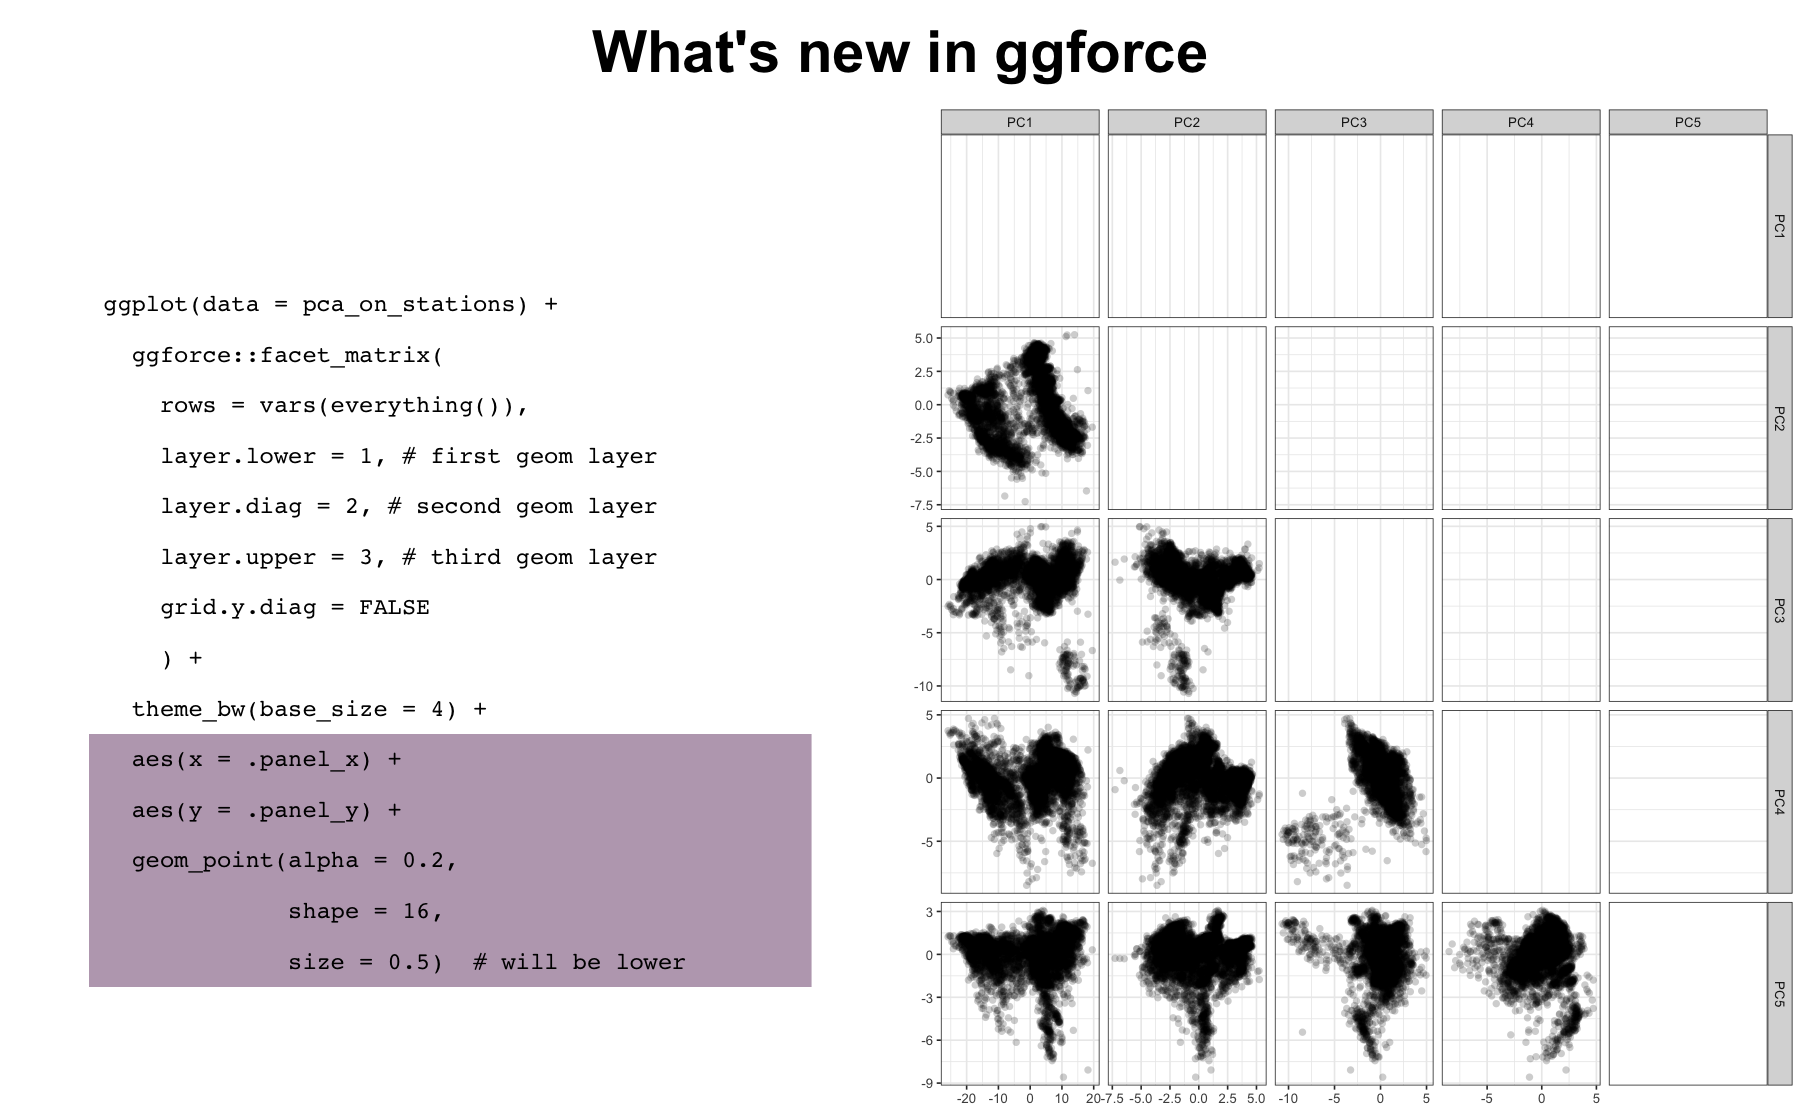 What's new in ggforce
ggplot(data = pca_on_stations) +
ggforce::facet_matrix(
rows = vars(everything()),
layer.lower = 1, # first geom layer
layer.diag = 2, # second geom layer
layer.upper = 3, # third geom layer
grid.y.diag = FALSE
) +
theme_bw(base_size = 4) +
aes(x = .panel_x) +
aes(y = .panel_y) +
geom_point(alpha = 0.2,
shape = 16,
size = 0.5)  # will be lower
PC1 PC2 PC3 PC4 PC5
PC1
5.0
2.5
0.0
-2.5
-5.0
-7.5
PC2
5
0
-5
-10
PC3
5
0
-5
PC4
3
0
-3
-6
-9
PC5
-20 -10 0 10 20 -7.5 -5.0 -2.5 0.0 2.5 5.0 -10 -5 0 5 -5 0 5